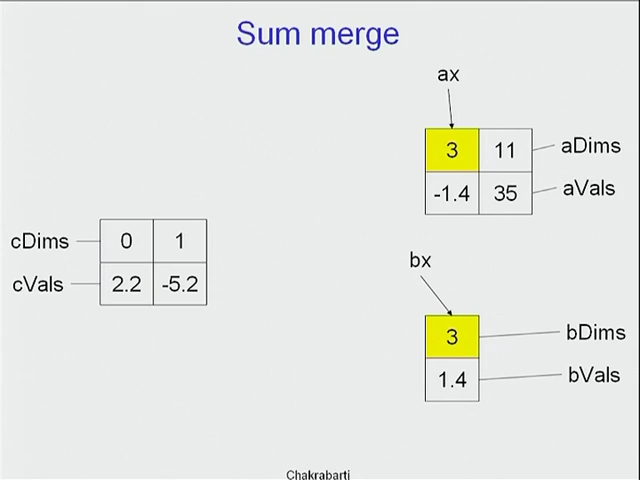 Sum merge
ax
3 11 aDims
-1.4 35 aVals
cDims 0 1
cVals 2.2 -5.2
bx
3 bDims
1.4 bVals
Chakrabarti